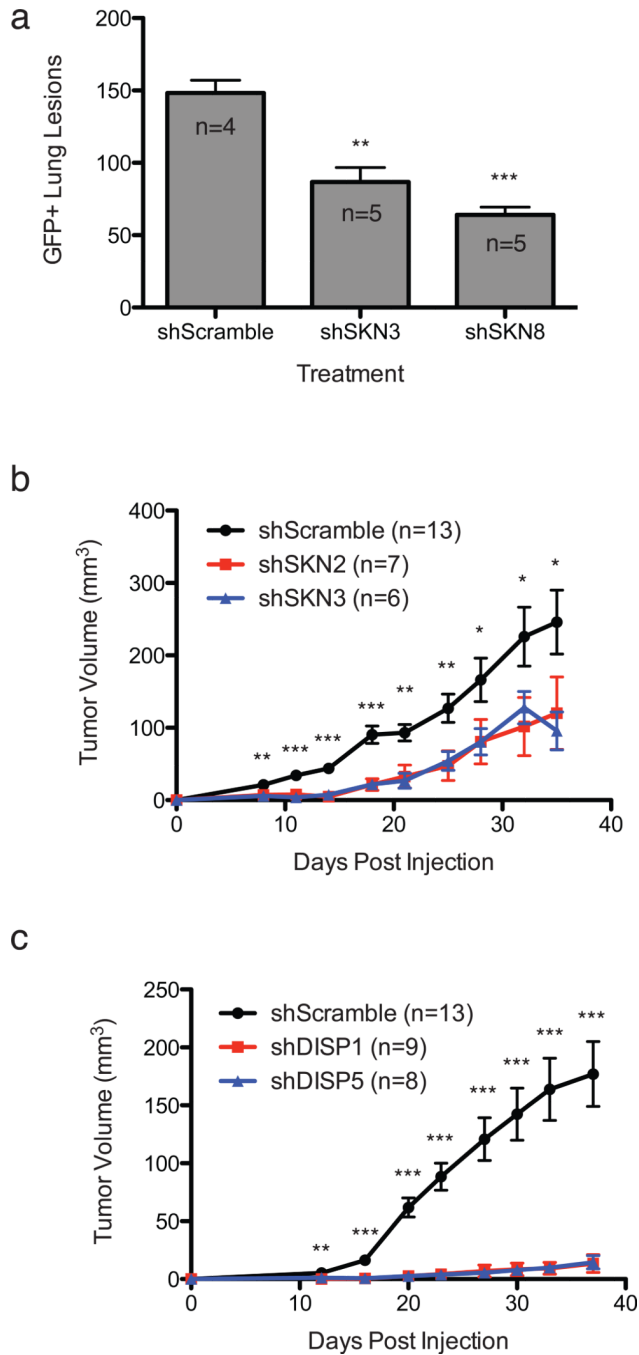 a
200
150
100
50
0
GFP+ Lung Lesions
n=4
**
n=5
***
n=5
shScramble shSKN3 shSKN8
Treatment
b
400
300
200
100
0
Tumor Volume (mm³)
shScramble (n=13)
shSKN2 (n=7)
shSKN3 (n=6)
** *** *** *** ** ** * * *
0 10 20 30 40
Days Post Injection
c
250
200
150
100
50
0
Tumor Volume (mm³)
shScramble (n=13)
shDISP1 (n=9)
shDISP5 (n=8)
** *** *** *** *** *** *** ***
0 10 20 30 40
Days Post Injection